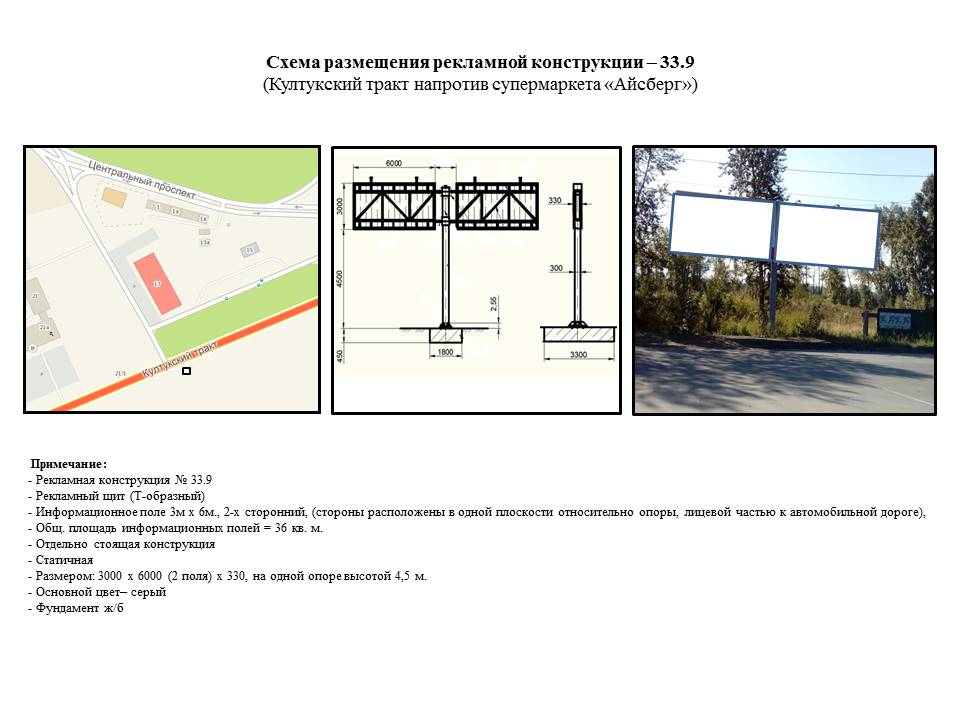 Схема размещения рекламной конструкции – 33.9
(Култукский тракт напротив супермаркета «Айсберг»)
Центральный проспект
1
1а
1в
13а
15
17
21
21а
21/1
Култукский тракт
6000
3000
4500
450
1800
2,55
330
300
3300
Примечание:
- Рекламная конструкция № 33.9
- Рекламный щит (Т-образный)
- Информационное поле 3м х 6м., 2-х сторонний, (стороны расположены в одной плоскости относительно опоры, лицевой частью к автомобильной дороге),
- Общ. площадь информационных полей = 36 кв. м.
- Отдельно стоящая конструкция
- Статичная
- Размером: 3000 х 6000 (2 поля) х 330, на одной опоре высотой 4,5 м.
- Основной цвет– серый
- Фундамент ж/б